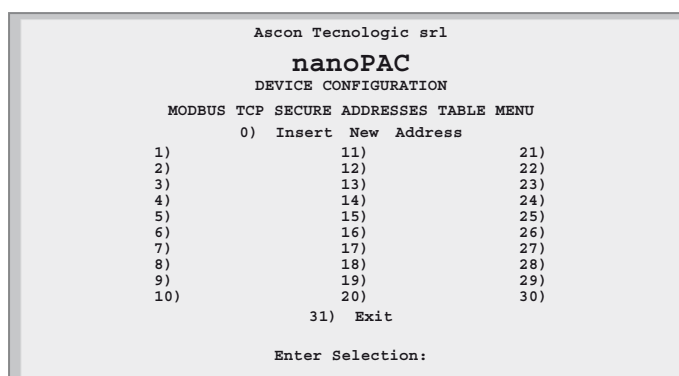 Ascon Tecnologic srl
nanoPAC
DEVICE CONFIGURATION
MODBUS TCP SECURE ADDRESSES TABLE MENU
0) Insert New Address
1) 11) 21)
2) 12) 22)
3) 13) 23)
4) 14) 24)
5) 15) 25)
6) 16) 26)
7) 17) 27)
8) 18) 28)
9) 19) 29)
10) 20) 30)
31) Exit
Enter Selection: